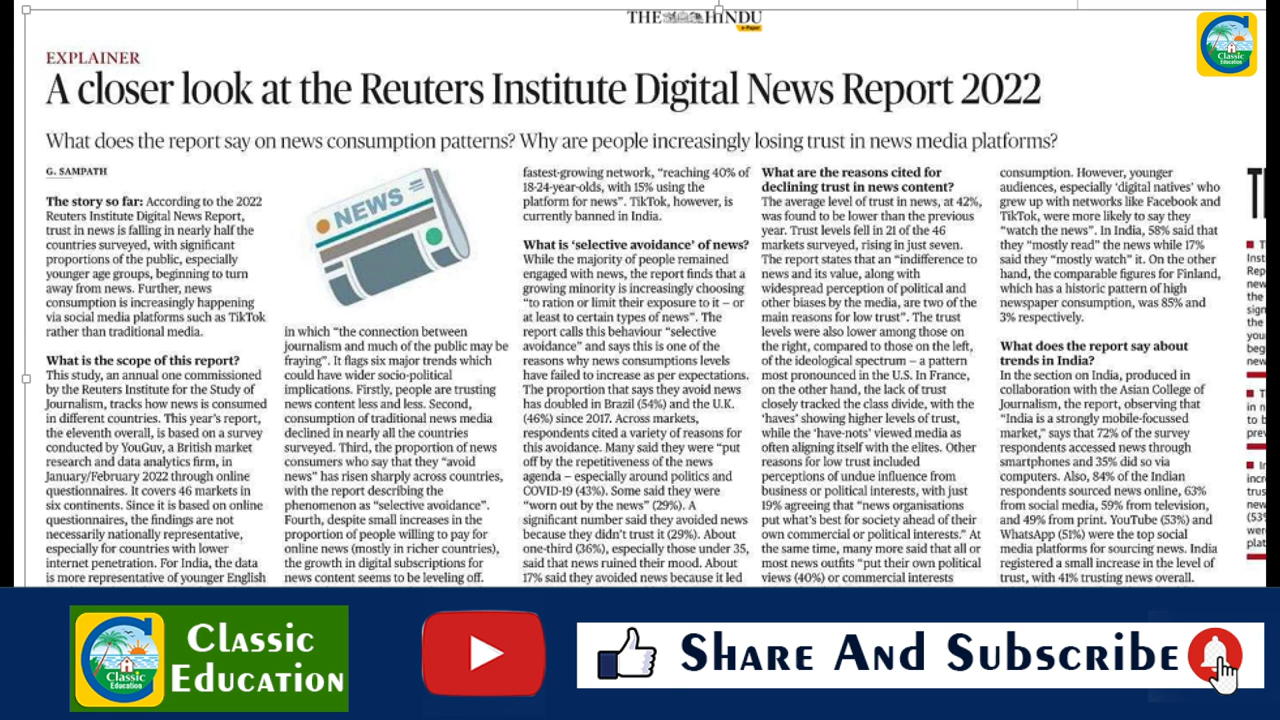 THE HINDU
e-Paper
Classic
Education
EXPLAINER
A closer look at the Reuters Institute Digital News Report 2022
What does the report say on news consumption patterns? Why are people increasingly losing trust in news media platforms?
G. SAMPATH
The story so far: According to the 2022
Reuters Institute Digital News Report,
trust in news is falling in nearly half the
countries surveyed, with significant
proportions of the public, especially
younger age groups, beginning to turn
away from news. Further, news
consumption is increasingly happening
via social media platforms such as TikTok
rather than traditional media.
What is the scope of this report?
This study, an annual one commissioned
by the Reuters Institute for the Study of
Journalism, tracks how news is consumed
in different countries. This year's report,
the eleventh overall, is based on a survey
conducted by YouGuv, a British market
research and data analytics firm, in
January/February 2022 through online
questionnaires. It covers 46 markets in
six continents. Since it is based on online
questionnaires, the findings are not
necessarily nationally representative,
especially for countries with lower
internet penetration. For India, the data
is more representative of younger English
NEWS
in which "the connection between
journalism and much of the public may be
fraying". It flags six major trends which
could have wider socio-political
implications. Firstly, people are trusting
news content less and less. Second,
consumption of traditional news media
declined in nearly all the countries
surveyed. Third, the proportion of news
consumers who say that they "avoid
news" has risen sharply across countries,
with the report describing the
phenomenon as "selective avoidance".
Fourth, despite small increases in the
proportion of people willing to pay for
online news (mostly in richer countries),
the growth in digital subscriptions for
news content seems to be leveling off.
fastest-growing network, "reaching 40% of
18-24-year-olds, with 15% using the
platform for news". TikTok, however, is
currently banned in India.
What is 'selective avoidance' of news?
While the majority of people remained
engaged with news, the report finds that a
growing minority is increasingly choosing
"to ration or limit their exposure to it – or
at least to certain types of news". The
report calls this behaviour "selective
avoidance" and says this is one of the
reasons why news consumptions levels
have failed to increase as per expectations.
The proportion that says they avoid news
has doubled in Brazil (54%) and the U.K.
(46%) since 2017. Across markets,
respondents cited a variety of reasons for
this avoidance. Many said they were "put
off by the repetitiveness of the news
agenda – especially around politics and
COVID-19 (43%). Some said they were
"worn out by the news" (29%). A
significant number said they avoided news
because they didn't trust it (29%). About
one-third (36%), especially those under 35,
said that news ruined their mood. About
17% said they avoided news because it led
What are the reasons cited for
declining trust in news content?
The average level of trust in news, at 42%,
was found to be lower than the previous
year. Trust levels fell in 21 of the 46
markets surveyed, rising in just seven.
The report states that an "indifference to
news and its value, along with
widespread perception of political and
other biases by the media, are two of the
main reasons for low trust". The trust
levels were also lower among those on
the right, compared to those on the left,
of the ideological spectrum – a pattern
most pronounced in the U.S. In France,
on the other hand, the lack of trust
closely tracked the class divide, with the
'haves' showing higher levels of trust,
while the 'have-nots' viewed media as
often aligning itself with the elites. Other
reasons for low trust included
perceptions of undue influence from
business or political interests, with just
19% agreeing that "news organisations
put what's best for society ahead of their
own commercial or political interests." At
the same time, many more said that all or
most news outfits "put their own political
views (40%) or commercial interests
consumption. However, younger
audiences, especially 'digital natives' who
grew up with networks like Facebook and
TikTok, were more likely to say they
"watch the news". In India, 58% said that
they "mostly read" the news while 17%
said they "mostly watch" it. On the other
hand, the comparable figures for Finland,
which has a historic pattern of high
newspaper consumption, was 85% and
3% respectively.
What does the report say about
trends in India?
In the section on India, produced in
collaboration with the Asian College of
Journalism, the report, observing that
"India is a strongly mobile-focussed
market," says that 72% of the survey
respondents accessed news through
smartphones and 35% did so via
computers. Also, 84% of the Indian
respondents sourced news online, 63%
from social media, 59% from television,
and 49% from print. YouTube (53%) and
WhatsApp (51%) were the top social
media platforms for sourcing news. India
registered a small increase in the level of
trust, with 41% trusting news overall.
Classic
Education
CLASSIC
EDUCATION
SHARE AND SUBSCRIBE